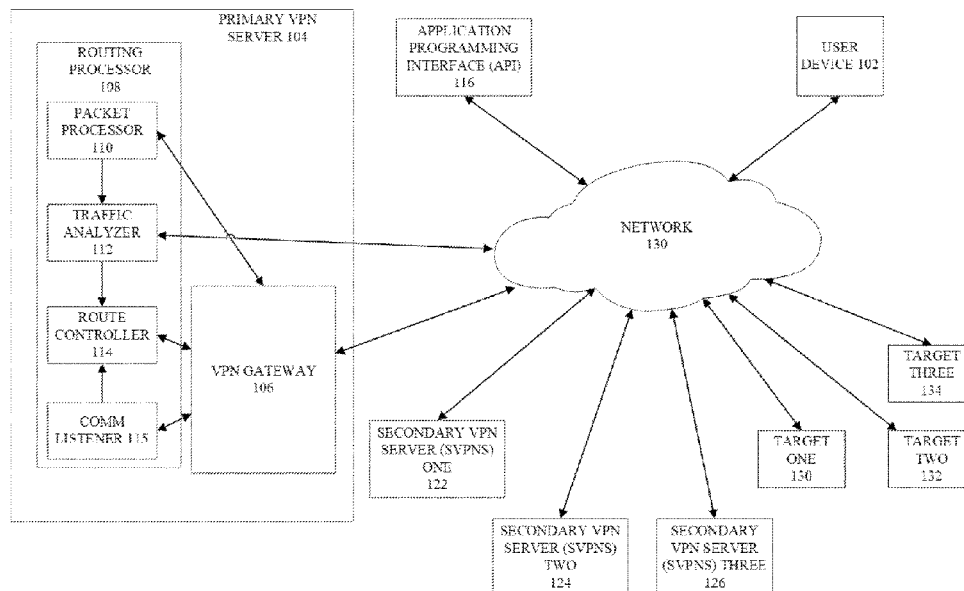 PRIMARY VPN
SERVER 104
ROUTING
PROCESSOR
108
PACKET
PROCESSOR
110
TRAFFIC
ANALYZER
112
ROUTE
CONTROLLER
114
COMM
LISTENER 115
VPN GATEWAY
106
APPLICATION
PROGRAMMING
INTERFACE (API)
116
USER
DEVICE 102
NETWORK
130
SECONDARY VPN
SERVER (SVPNS)
ONE
122
SECONDARY VPN
SERVER (SVPNS)
TWO
124
SECONDARY
VPN SERVER
(SVPNS) THREE
126
TARGET
ONE
130
TARGET
TWO
132
TARGET
THREE
134